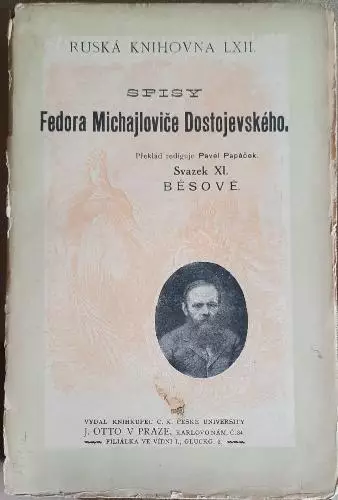 RUSKÁ KNIHOVNA LXII.
SPISY
Fedora Michajloviče Dostojevského.
Překlad rediguje Pavel Papáček.
Svazek XI.
BĚSOVÉ.
VYDAL KNIHKUPEC C. K. ČESKÉ UNIVERSITY
J. OTTO V PRAZE, KARLOVO NÁM. Č. 34.
FILIÁLKA VE VÍDNI I., GLUCKG. 3.